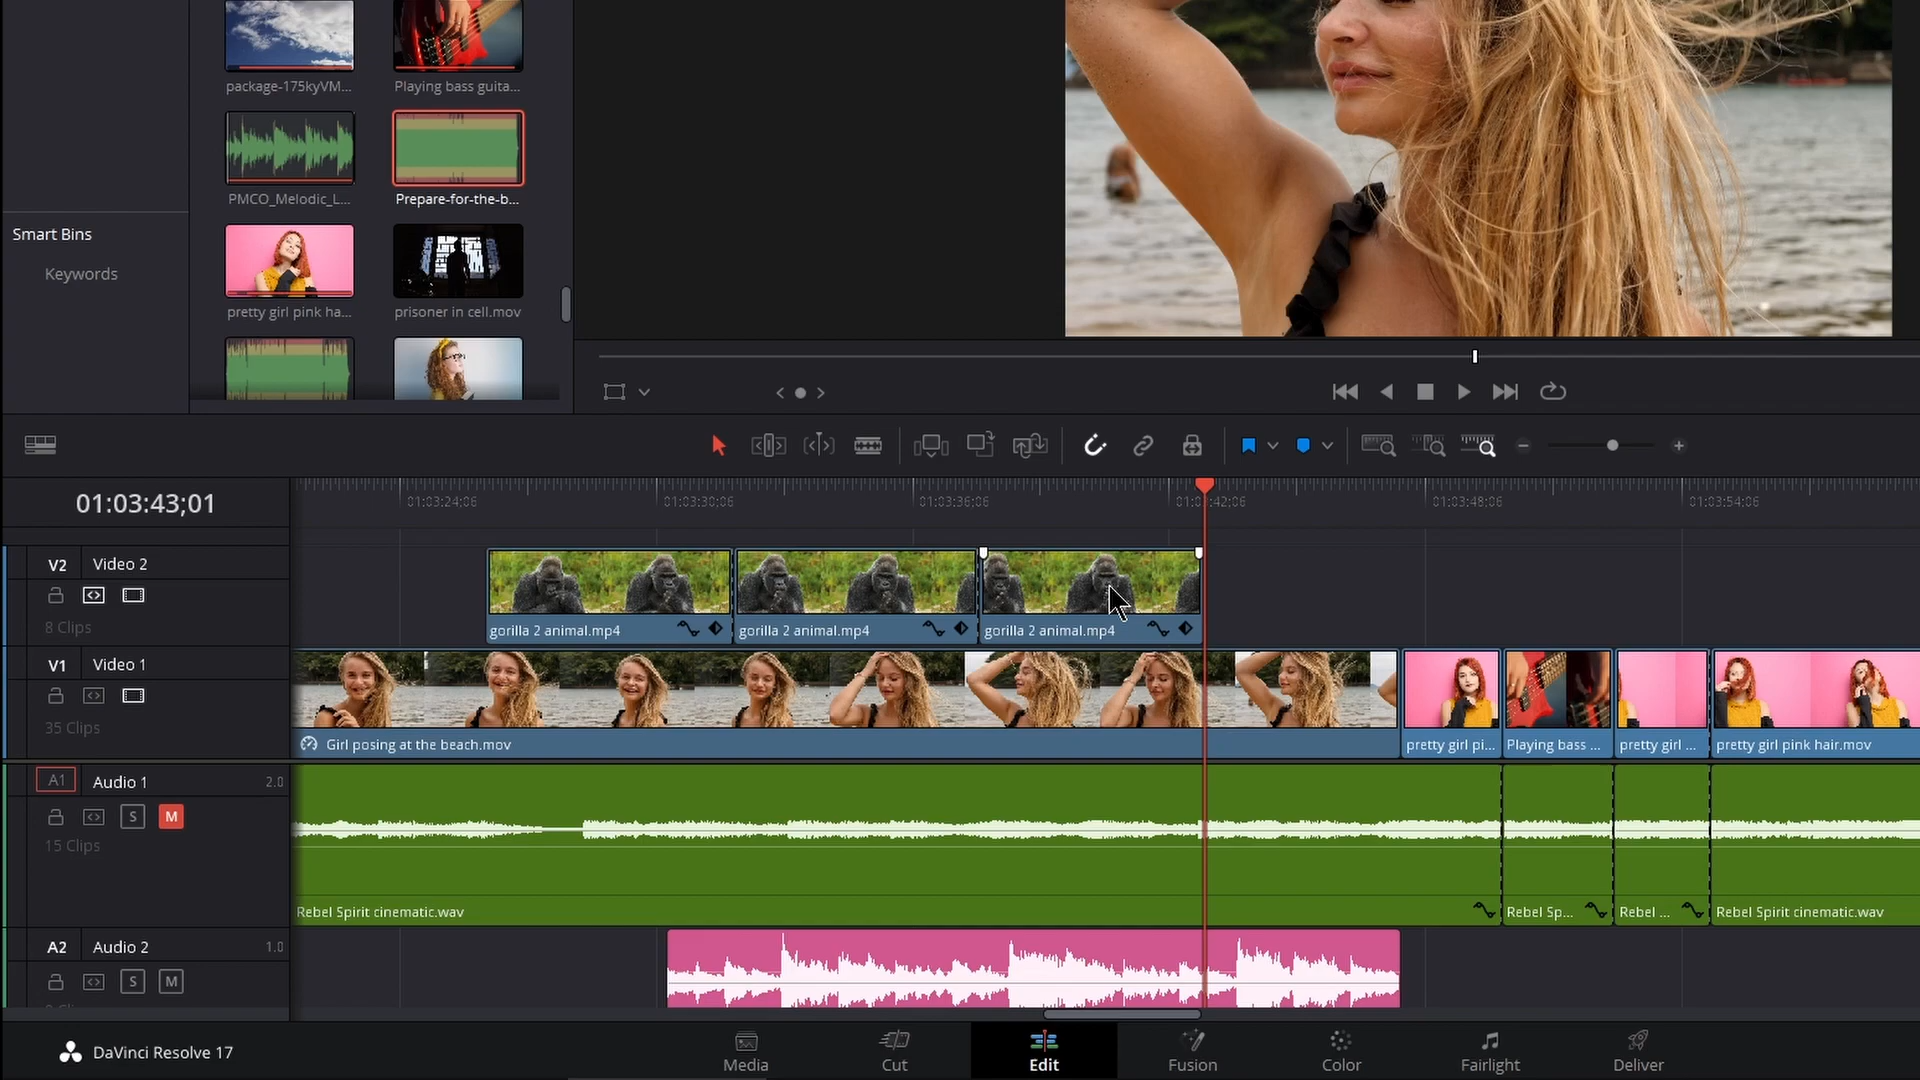 package-175kyVM...
Playing bass guita...
PMCO_Melodic_L...
Prepare-for-the-b...
Smart Bins
Keywords
pretty girl pink ha...
prisoner in cell.mov
01:03:43;01
01:03:24;06
01:03:30;06
01:03:36;06
01:03:42;06
01:03:48;06
01:03:54;06
V2
Video 2
8 Clips
gorilla 2 animal.mp4
gorilla 2 animal.mp4
gorilla 2 animal.mp4
V1
Video 1
35 Clips
Girl posing at the beach.mov
pretty girl pi...
Playing bass ...
pretty girl ...
pretty girl pink hair.mov
A1
Audio 1
2.0
S
M
15 Clips
Rebel Spirit cinematic.wav
Rebel Sp...
Rebel ...
Rebel Spirit cinematic.wav
A2
Audio 2
1.0
S
M
DaVinci Resolve 17
Media
Cut
Edit
Fusion
Color
Fairlight
Deliver